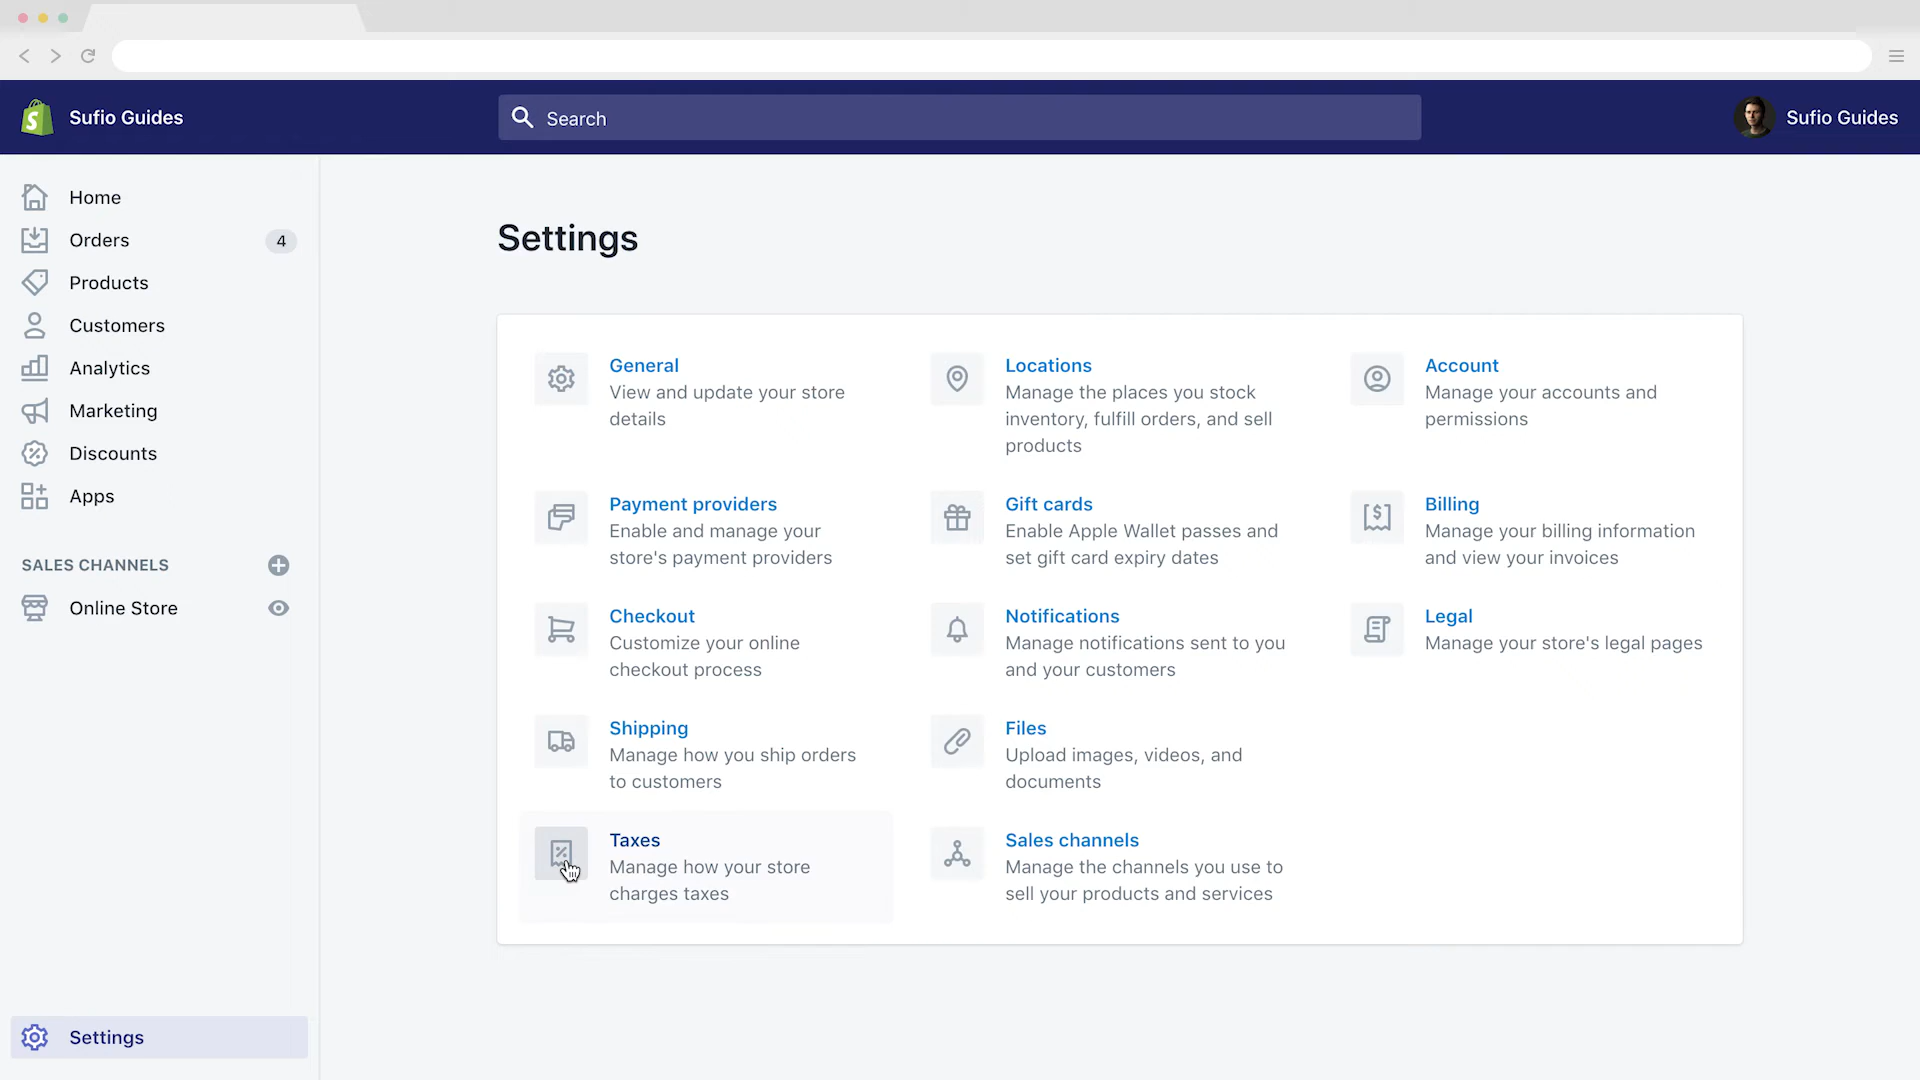 Sufio Guides
Search
Sufio Guides
Home
Orders
4
Products
Customers
Analytics
Marketing
Discounts
Apps
SALES CHANNELS
Online Store
Settings
Settings
General
View and update your store
details
Locations
Manage the places you stock
inventory, fulfill orders, and sell
products
Account
Manage your accounts and
permissions
Payment providers
Enable and manage your
store's payment providers
Gift cards
Enable Apple Wallet passes and
set gift card expiry dates
Billing
Manage your billing information
and view your invoices
Checkout
Customize your online
checkout process
Notifications
Manage notifications sent to you
and your customers
Legal
Manage your store's legal pages
Shipping
Manage how you ship orders
to customers
Files
Upload images, videos, and
documents
Taxes
Manage how your store
charges taxes
Sales channels
Manage the channels you use to
sell your products and services